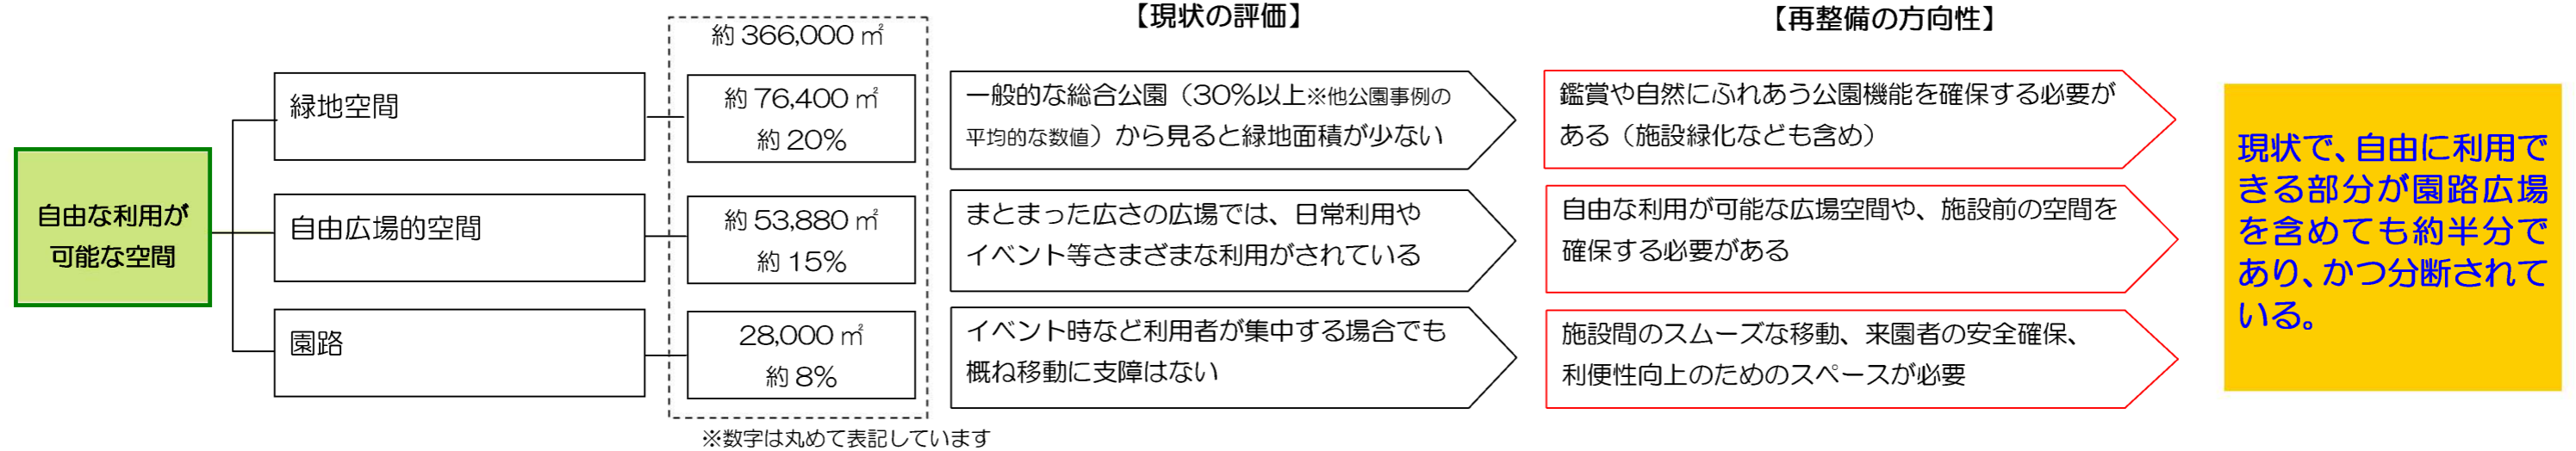 【現状の評価】
【再整備の方向性】
約 366,000 ㎡
自由な利用が
可能な空間
緑地空間
約 76,400 ㎡
約 20%
一般的な総合公園（30%以上※他公園事例の
平均的な数値）から見ると緑地面積が少ない
鑑賞や自然にふれあう公園機能を確保する必要が
ある（施設緑化なども含め）
自由広場的空間
約 53,880 ㎡
約 15%
まとまった広さの広場では、日常利用や
イベント等さまざまな利用がされている
自由な利用が可能な広場空間や、施設前の空間を
確保する必要がある
園路
28,000 ㎡
約 8%
イベント時など利用者が集中する場合でも
概ね移動に支障はない
施設間のスムーズな移動、来園者の安全確保、
利便性向上のためのスペースが必要
現状で、自由に利用で
きる部分が園路広場
を含めても約半分で
あり、かつ分断されて
いる。
※数字は丸めて表記しています